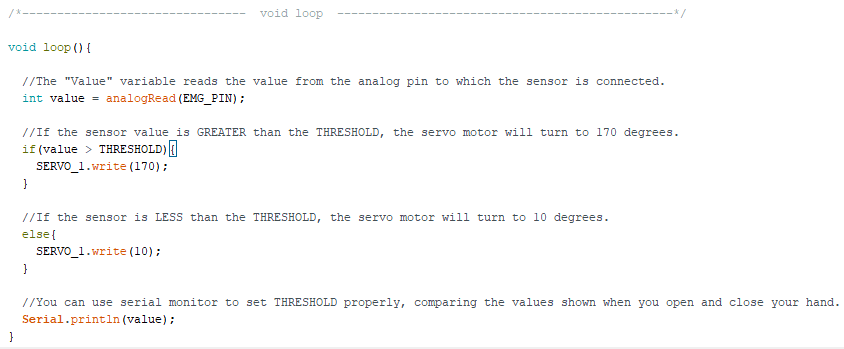 /*--------------------------------  void loop  ------------------------------------------------*/
void loop(){
//The "Value" variable reads the value from the analog pin to which the sensor is connected.
int value = analogRead(EMG_PIN);
//If the sensor value is GREATER than the THRESHOLD, the servo motor will turn to 170 degrees.
if(value > THRESHOLD){
SERVO_1.write(170);
}
//If the sensor is LESS than the THRESHOLD, the servo motor will turn to 10 degrees.
else{
SERVO_1.write(10);
}
//You can use serial monitor to set THRESHOLD properly, comparing the values shown when you open and close your hand.
Serial.println(value);
}